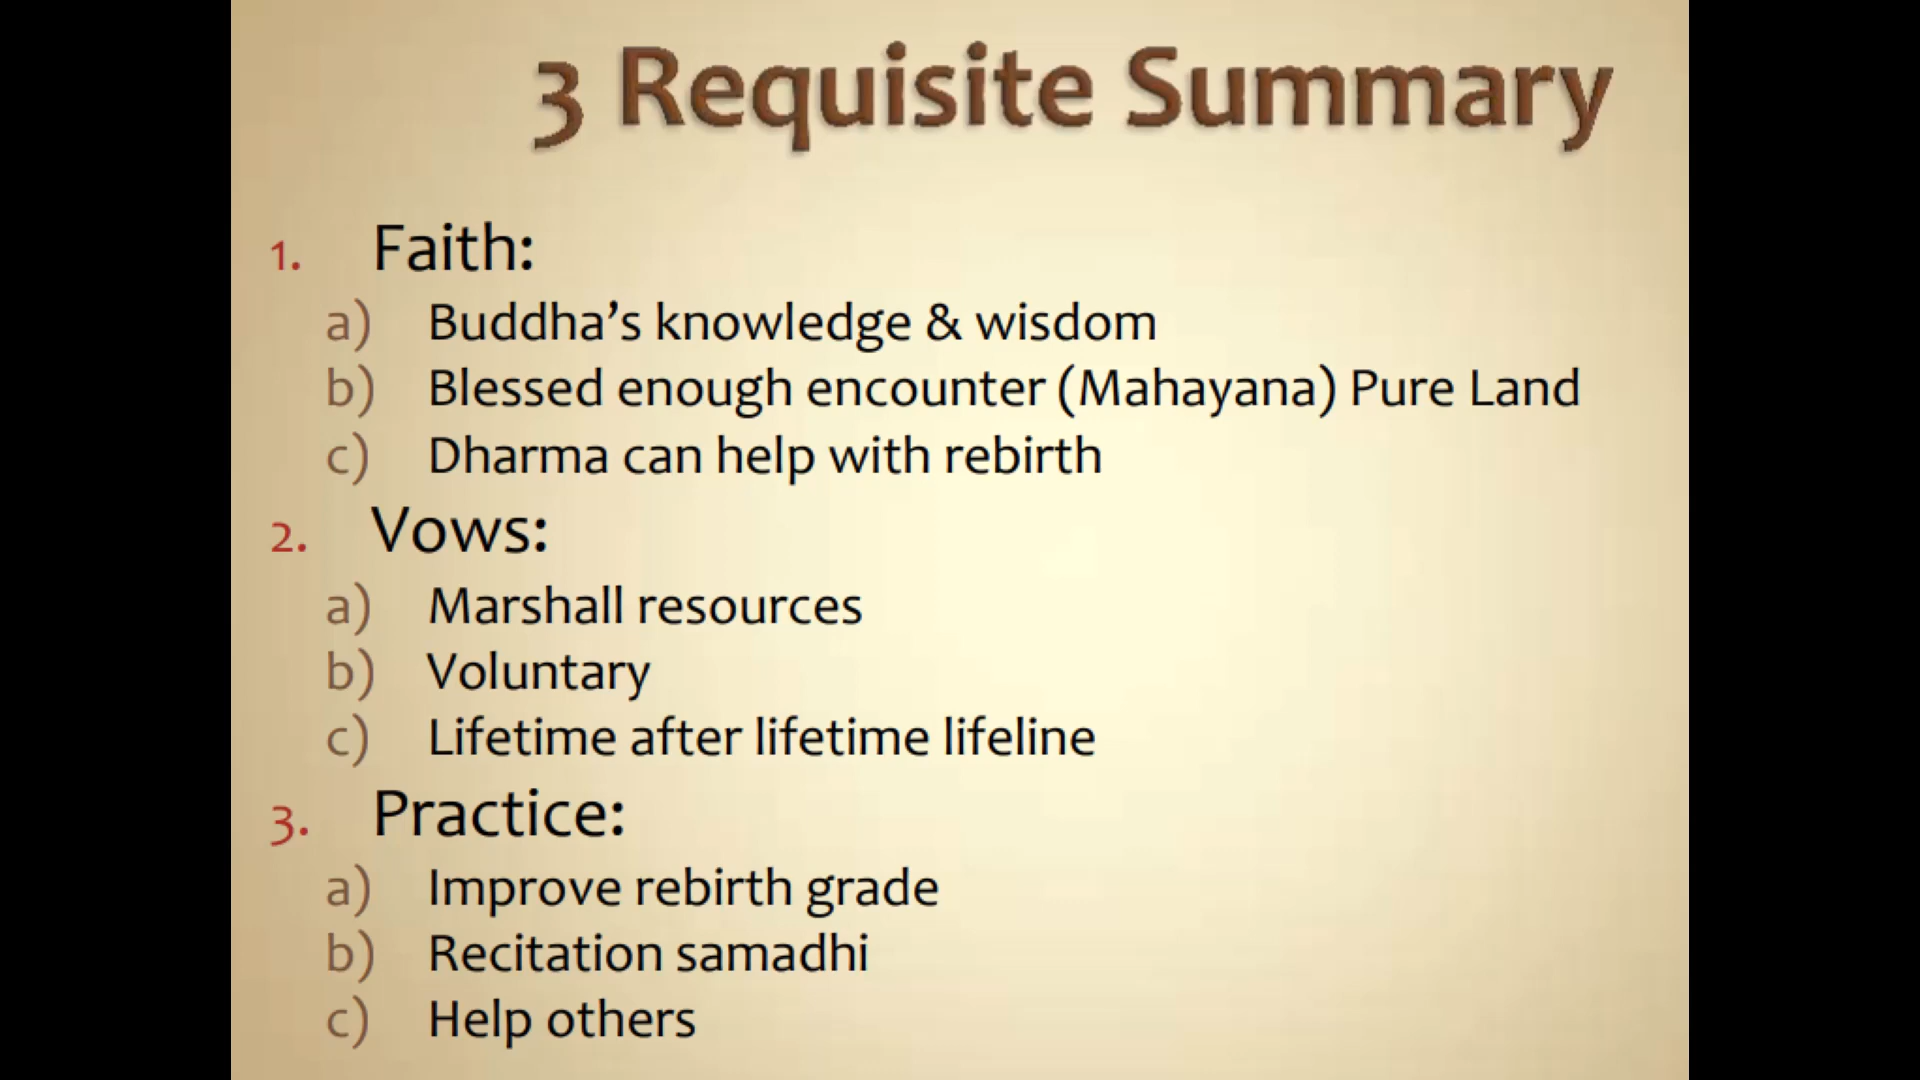 3 Requisite Summary
1. Faith:
a) Buddha’s knowledge & wisdom
b) Blessed enough encounter (Mahayana) Pure Land
c) Dharma can help with rebirth
2. Vows:
a) Marshall resources
b) Voluntary
c) Lifetime after lifetime lifeline
3. Practice:
a) Improve rebirth grade
b) Recitation samadhi
c) Help others